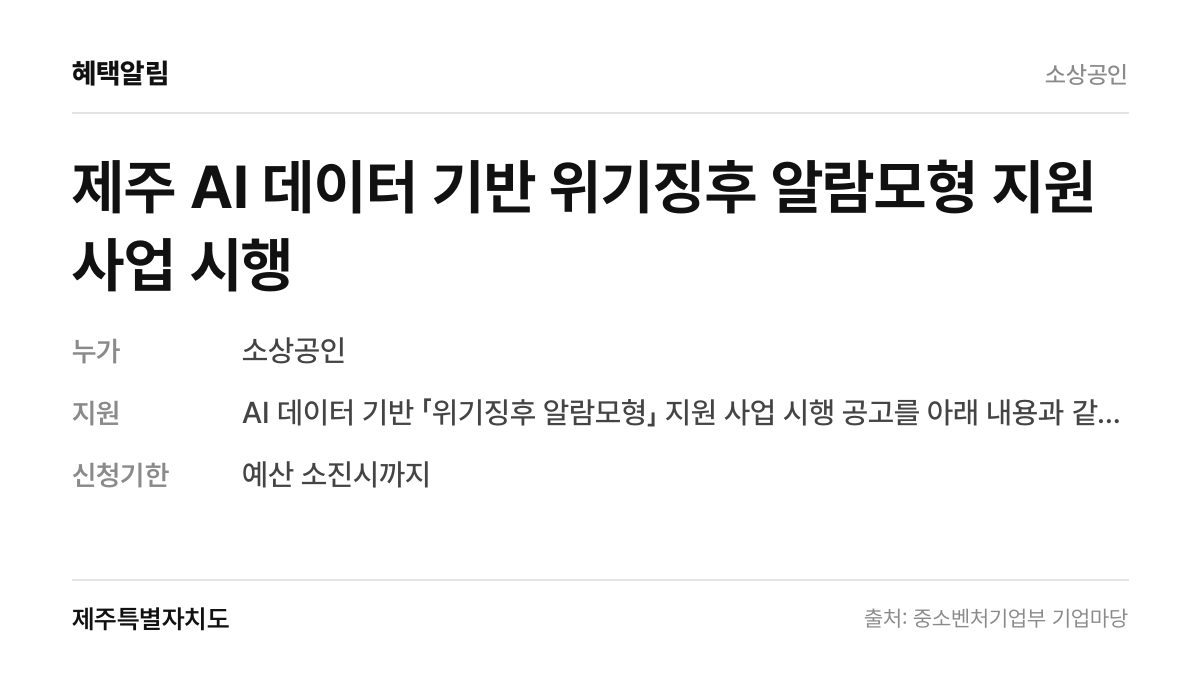 혜택알림
소상공인
제주 AI 데이터 기반 위기징후 알람모형 지원
사업 시행
누가 소상공인
지원 AI 데이터 기반 「위기징후 알람모형」 지원 사업 시행 공고를 아래 내용과 같...
신청기한 예산 소진시까지
제주특별자치도
출처: 중소벤처기업부 기업마당